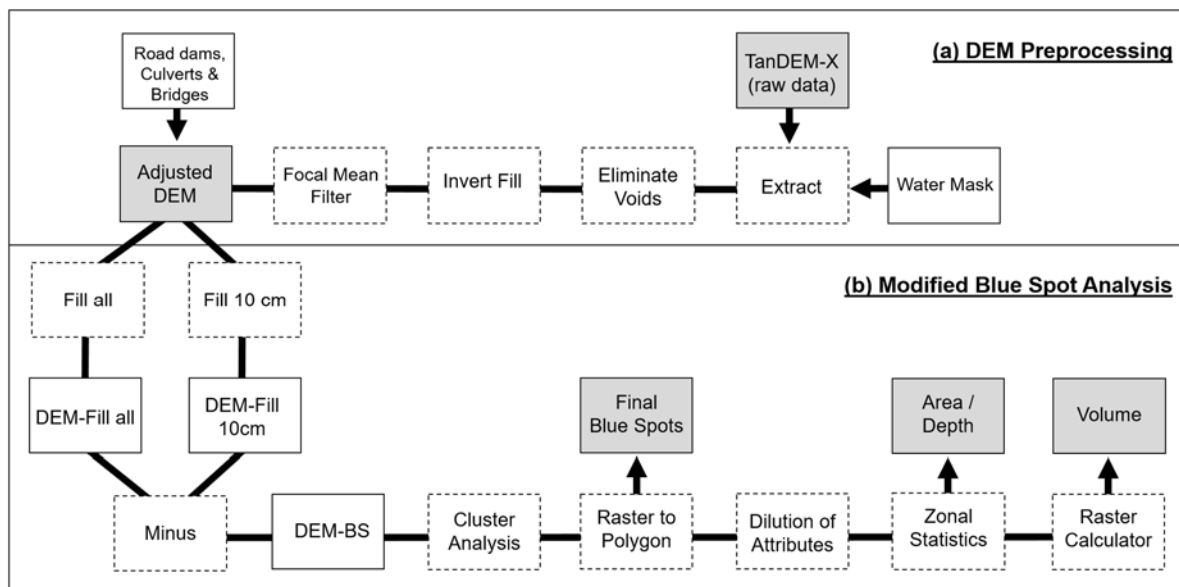 (a) DEM Preprocessing
Road dams,
Culverts &
Bridges
TanDEM-X
(raw data)
Adjusted
DEM
Focal Mean
Filter
Invert Fill
Eliminate
Voids
Extract
Water Mask
(b) Modified Blue Spot Analysis
Fill all
Fill 10 cm
DEM-Fill all
DEM-Fill
10cm
Final
Blue Spots
Area /
Depth
Volume
Minus
DEM-BS
Cluster
Analysis
Raster to
Polygon
Dilution of
Attributes
Zonal
Statistics
Raster
Calculator